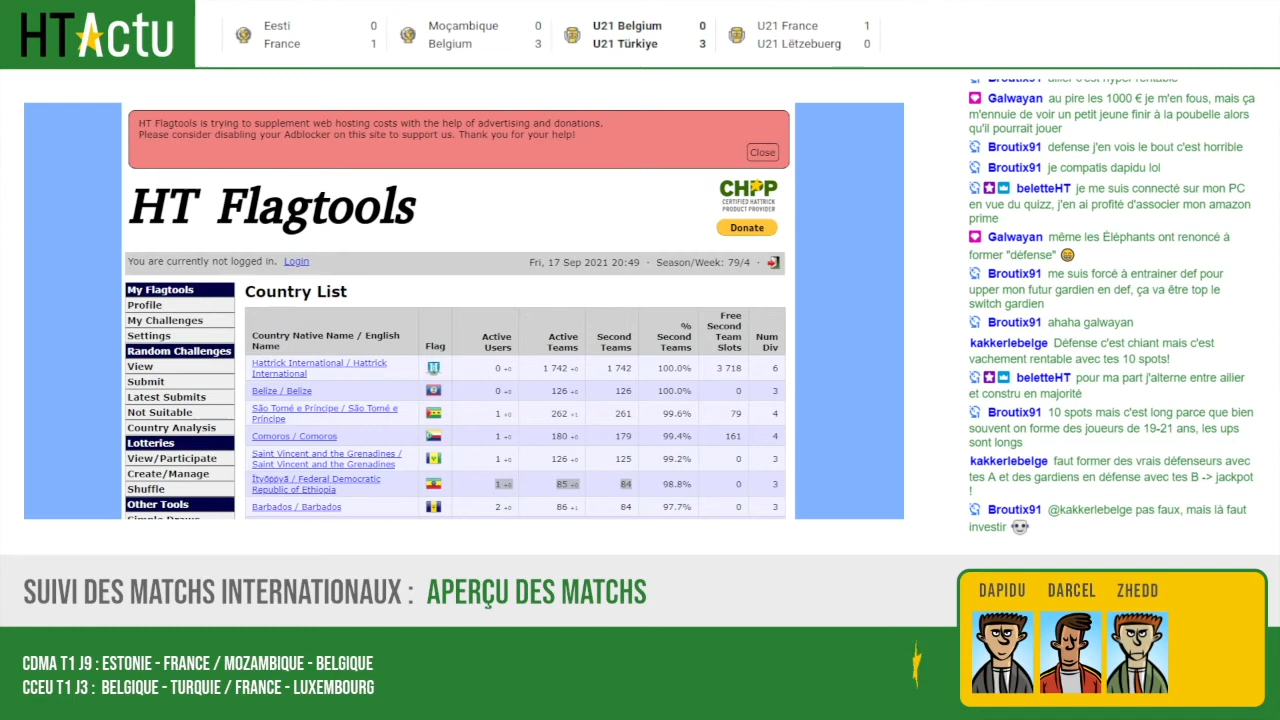 HTActu
Eesti 0
France 1
Moçambique 0
Belgium 3
U21 Belgium 0
U21 Türkiye 3
U21 France 1
U21 Lëtzebuerg 0
HT Flagtools is trying to supplement web hosting costs with the help of advertising and donations.
Please consider disabling your Adblocker on this site to support us. Thank you for your help!
Close
HT Flagtools
CHPP
CERTIFIED HATTRICK
PRODUCT PROVIDER
Donate
You are currently not logged in. Login
Fri, 17 Sep 2021 20:49 · Season/Week: 79/4 ·
My Flagtools
Profile
My Challenges
Settings
Random Challenges
View
Submit
Latest Submits
Not Suitable
Country Analysis
Lotteries
View/Participate
Create/Manage
Shuffle
Other Tools
Simple Draws
Country List
Country Native Name / English Name Flag Active Users Active Teams Second Teams % Second Teams Free Second Team Slots Num Div
Hattrick International / Hattrick International 0 +0 1 742 +0 1 742 100.0% 3 718 6
Belize / Belize 0 +0 126 +0 126 100.0% 0 3
São Tomé e Príncipe / São Tomé e Príncipe 1 +0 262 +1 261 99.6% 79 4
Comoros / Comoros 1 +0 180 +0 179 99.4% 161 4
Saint Vincent and the Grenadines / Saint Vincent and the Grenadines 1 +0 126 +0 125 99.2% 0 3
/ Federal Democratic Republic of Ethiopia 1 +0 85 +0 84 98.8% 0 3
Barbados / Barbados 2 +0 86 +1 84 97.7% 0 3
Broutix91 ailier c'est hyper rentable
Galwayan au pire les 1000 € je m'en fous, mais ça
m'ennuie de voir un petit jeune finir à la poubelle alors
qu'il pourrait jouer
Broutix91 defense j'en vois le bout c'est horrible
Broutix91 je compatis dapidu lol
beletteHT je me suis connecté sur mon PC
en vue du quizz, j'en ai profité d'associer mon amazon
prime
Galwayan même les Éléphants ont renoncé à
former "défense"
Broutix91 me suis forcé à entrainer def pour
upper mon futur gardien en def, ça va être top le
switch gardien
Broutix91 ahaha galwayan
kakkerlebelge Défense c'est chiant mais c'est
vachement rentable avec tes 10 spots!
beletteHT pour ma part j'alterne entre ailier
et constru en majorité
Broutix91 10 spots mais c'est long parce que bien
souvent on forme des joueurs de 19-21 ans, les ups
sont longs
kakkerlebelge faut former des vrais défenseurs avec
tes A et des gardiens en défense avec tes B -> jackpot
!
Broutix91 @kakkerlebelge pas faux, mais là faut
investir
SUIVI DES MATCHS INTERNATIONAUX : APERÇU DES MATCHS
DAPIDU DARCEL ZHEDD
CDMA T1 J9 : ESTONIE - FRANCE / MOZAMBIQUE - BELGIQUE
CCEU T1 J3 : BELGIQUE - TURQUIE / FRANCE - LUXEMBOURG